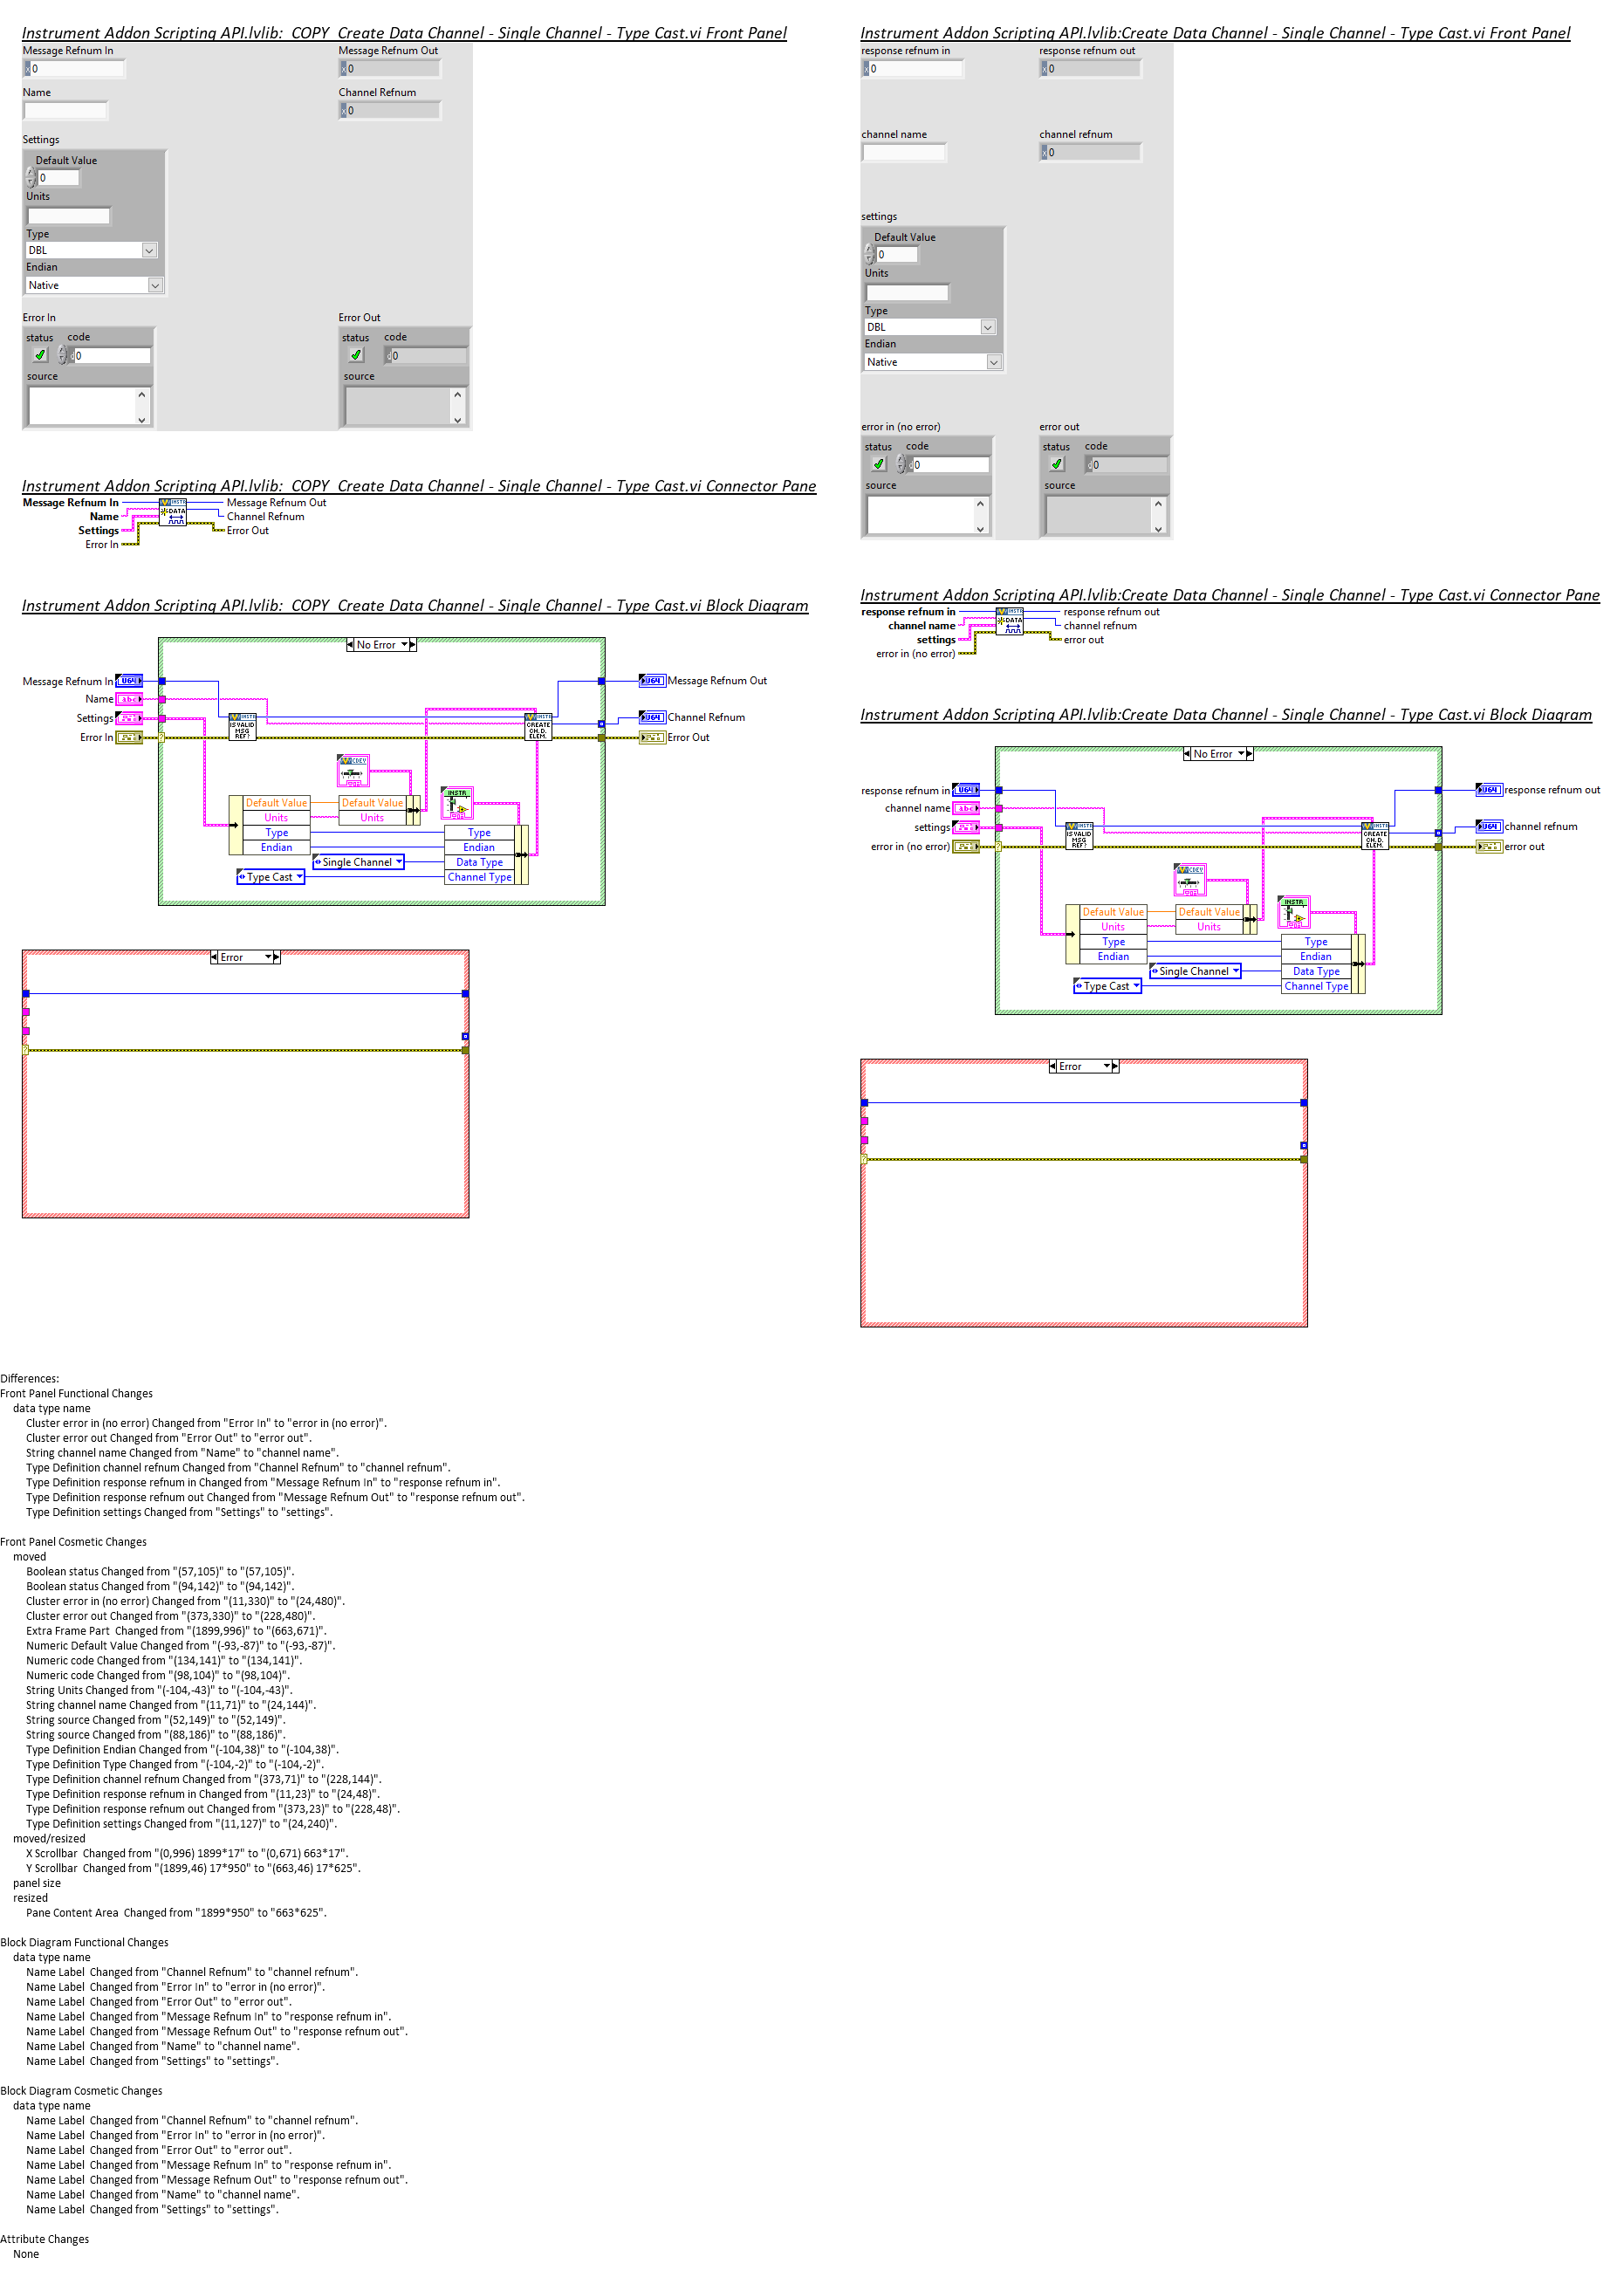 Instrument Addon Scripting API.lvlib:_COPY_Create Data Channel - Single Channel - Type Cast.vi Front Panel
Message Refnum In
Message Refnum Out
x 0
x 0
Name
Channel Refnum
x 0
Settings
Default Value
0
Units
Type
DBL
Endian
Native
Error In
Error Out
status code
status code
d 0
d 0
source
source
Instrument Addon Scripting API.lvlib:_COPY_Create Data Channel - Single Channel - Type Cast.vi Connector Pane
Message Refnum In
Message Refnum Out
Name
Channel Refnum
Settings
Error Out
Error In
INSTR
DATA
Instrument Addon Scripting API.lvlib:_COPY_Create Data Channel - Single Channel - Type Cast.vi Block Diagram
No Error
Message Refnum In
U64
U64
Message Refnum Out
Name
abc
Settings
U64
Channel Refnum
Error In
Error Out
INSTR
IS VALID
MSG
REF?
INSTR
CREATE
CH. D.
ELEM.
CDEV
INSTR
Default Value
Default Value
Units
Units
Type
Type
Endian
Endian
Single Channel
Data Type
Type Cast
Channel Type
Error
Instrument Addon Scripting API.lvlib:Create Data Channel - Single Channel - Type Cast.vi Front Panel
response refnum in
response refnum out
x 0
x 0
channel name
channel refnum
x 0
settings
Default Value
0
Units
Type
DBL
Endian
Native
error in (no error)
error out
status code
status code
d 0
d 0
source
source
Instrument Addon Scripting API.lvlib:Create Data Channel - Single Channel - Type Cast.vi Connector Pane
response refnum in
response refnum out
channel name
channel refnum
settings
error out
error in (no error)
INSTR
DATA
Instrument Addon Scripting API.lvlib:Create Data Channel - Single Channel - Type Cast.vi Block Diagram
No Error
response refnum in
U64
U64
response refnum out
channel name
abc
settings
U64
channel refnum
error in (no error)
error out
INSTR
IS VALID
MSG
REF?
INSTR
CREATE
CH. D.
ELEM.
CDEV
INSTR
Default Value
Default Value
Units
Units
Type
Type
Endian
Endian
Single Channel
Data Type
Type Cast
Channel Type
Error
Differences:
Front Panel Functional Changes
data type name
Cluster error in (no error) Changed from "Error In" to "error in (no error)".
Cluster error out Changed from "Error Out" to "error out".
String channel name Changed from "Name" to "channel name".
Type Definition channel refnum Changed from "Channel Refnum" to "channel refnum".
Type Definition response refnum in Changed from "Message Refnum In" to "response refnum in".
Type Definition response refnum out Changed from "Message Refnum Out" to "response refnum out".
Type Definition settings Changed from "Settings" to "settings".
Front Panel Cosmetic Changes
moved
Boolean status Changed from "(57,105)" to "(57,105)".
Boolean status Changed from "(94,142)" to "(94,142)".
Cluster error in (no error) Changed from "(11,330)" to "(24,480)".
Cluster error out Changed from "(373,330)" to "(228,480)".
Extra Frame Part  Changed from "(1899,996)" to "(663,671)".
Numeric Default Value Changed from "(-93,-87)" to "(-93,-87)".
Numeric code Changed from "(134,141)" to "(134,141)".
Numeric code Changed from "(98,104)" to "(98,104)".
String Units Changed from "(-104,-43)" to "(-104,-43)".
String channel name Changed from "(11,71)" to "(24,144)".
String source Changed from "(52,149)" to "(52,149)".
String source Changed from "(88,186)" to "(88,186)".
Type Definition Endian Changed from "(-104,38)" to "(-104,38)".
Type Definition Type Changed from "(-104,-2)" to "(-104,-2)".
Type Definition channel refnum Changed from "(373,71)" to "(228,144)".
Type Definition response refnum in Changed from "(11,23)" to "(24,48)".
Type Definition response refnum out Changed from "(373,23)" to "(228,48)".
Type Definition settings Changed from "(11,127)" to "(24,240)".
moved/resized
X Scrollbar  Changed from "(0,996) 1899*17" to "(0,671) 663*17".
Y Scrollbar  Changed from "(1899,46) 17*950" to "(663,46) 17*625".
panel size
resized
Pane Content Area  Changed from "1899*950" to "663*625".
Block Diagram Functional Changes
data type name
Name Label  Changed from "Channel Refnum" to "channel refnum".
Name Label  Changed from "Error In" to "error in (no error)".
Name Label  Changed from "Error Out" to "error out".
Name Label  Changed from "Message Refnum In" to "response refnum in".
Name Label  Changed from "Message Refnum Out" to "response refnum out".
Name Label  Changed from "Name" to "channel name".
Name Label  Changed from "Settings" to "settings".
Block Diagram Cosmetic Changes
data type name
Name Label  Changed from "Channel Refnum" to "channel refnum".
Name Label  Changed from "Error In" to "error in (no error)".
Name Label  Changed from "Error Out" to "error out".
Name Label  Changed from "Message Refnum In" to "response refnum in".
Name Label  Changed from "Message Refnum Out" to "response refnum out".
Name Label  Changed from "Name" to "channel name".
Name Label  Changed from "Settings" to "settings".
Attribute Changes
None